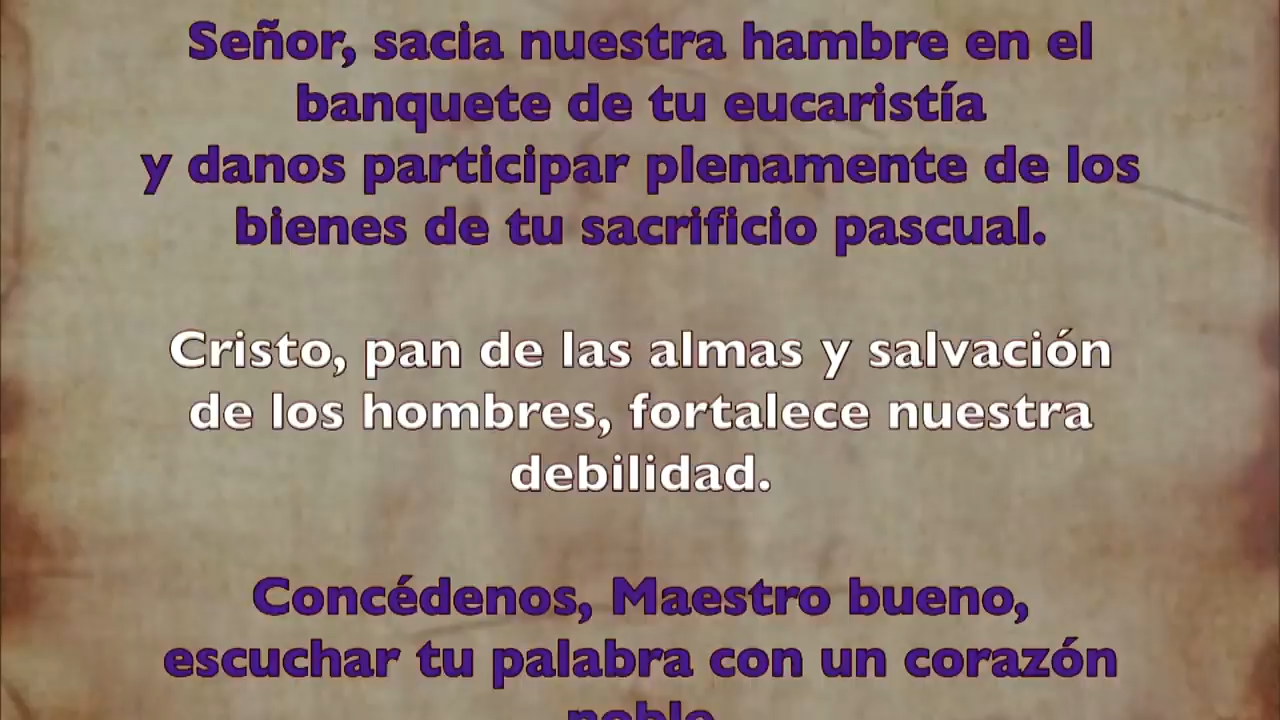 Señor, sacia nuestra hambre en el
banquete de tu eucaristía
y danos participar plenamente de los
bienes de tu sacrificio pascual.
Cristo, pan de las almas y salvación
de los hombres, fortalece nuestra
debilidad.
Concédenos, Maestro bueno,
escuchar tu palabra con un corazón
noble